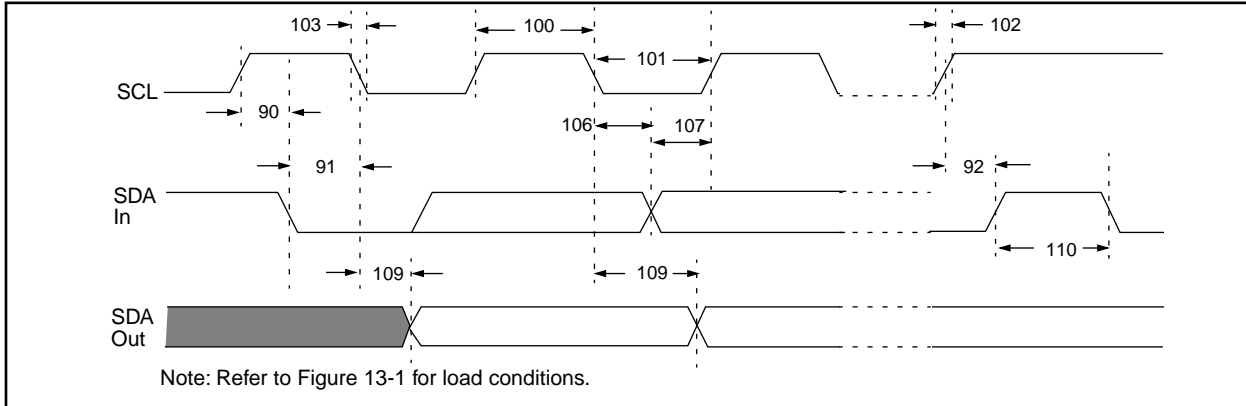 103
100
102
101
SCL
90
106
107
91
92
SDA
In
110
109
109
SDA
Out
Note: Refer to Figure 13-1 for load conditions.